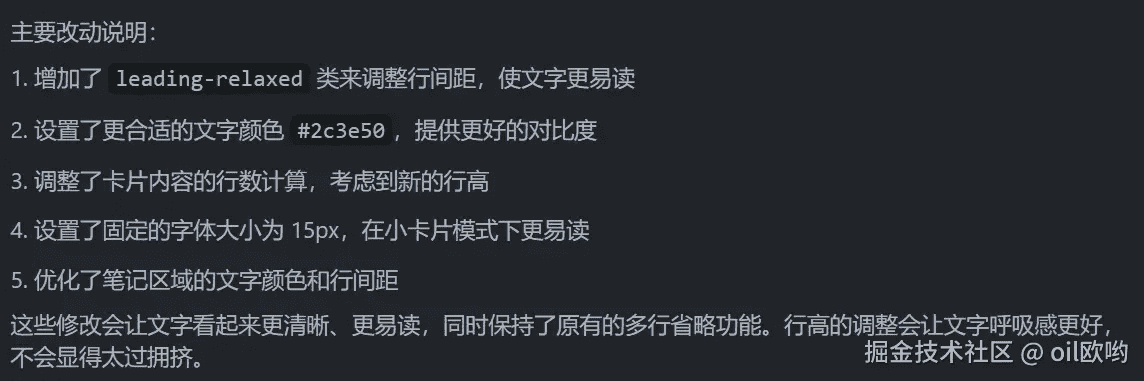 主要改动说明：
1. 增加了 leading-relaxed 类来调整行间距，使文字更易读
2. 设置了更合适的文字颜色 #2c3e50 ，提供更好的对比度
3. 调整了卡片内容的行数计算，考虑到新的行高
4. 设置了固定的字体大小为 15px，在小卡片模式下更易读
5. 优化了笔记区域的文字颜色和行间距
这些修改会让文字看起来更清晰、更易读，同时保持了原有的多行省略功能。行高的调整会让文字呼吸感更好，
不会显得太过拥挤。
掘金技术社区 @ oil欧哟